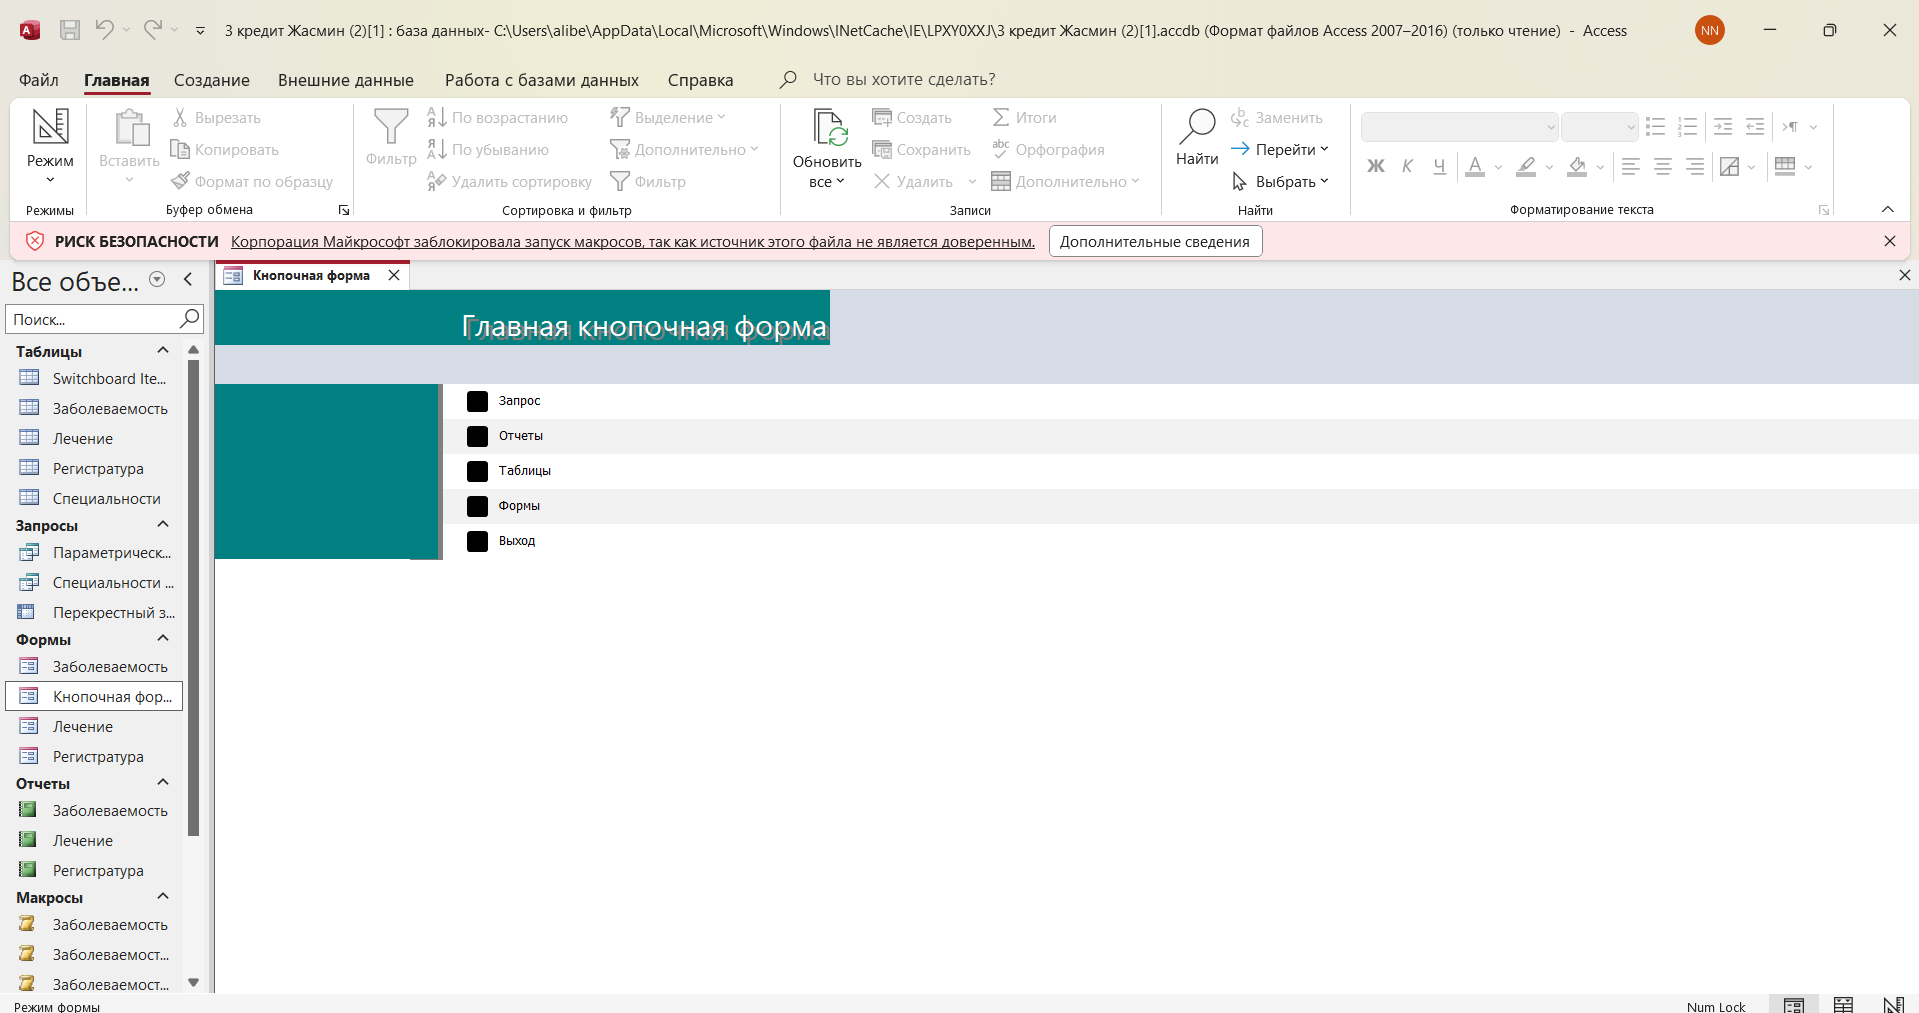 3 кредит Жасмин (2)[1] : база данных- C:\Users\alibe\AppData\Local\Microsoft\Windows\INetCache\IE\LPXY0XXJ\3 кредит Жасмин (2)[1].accdb (Формат файлов Access 2007–2016) (только чтение) - Access
NN
Файл Главная Создание Внешние данные Работа с базами данных Справка Что вы хотите сделать?
Режим
Режимы
Вставить
Вырезать
Копировать
Формат по образцу
Буфер обмена
Фильтр
По возрастанию
По убыванию
Удалить сортировку
Выделение
Дополнительно
Фильтр
Сортировка и фильтр
Обновить
все
Создать
Сохранить
Удалить
Итоги
Орфография
Дополнительно
Записи
Найти
Заменить
Перейти
Выбрать
Найти
Ж К Ч А
Форматирование текста
РИСК БЕЗОПАСНОСТИ Корпорация Майкрософт заблокировала запуск макросов, так как источник этого файла не является доверенным. Дополнительные сведения
Все объе...
Поиск...
Таблицы
Switchboard Ite...
Заболеваемость
Лечение
Регистратура
Специальности
Запросы
Параметрическ...
Специальности ...
Перекрестный з...
Формы
Заболеваемость
Кнопочная фор...
Лечение
Регистратура
Отчеты
Заболеваемость
Лечение
Регистратура
Макросы
Заболеваемость
Заболеваемост...
Заболеваемост...
Кнопочная форма
Главная кнопочная форма
Запрос
Отчеты
Таблицы
Формы
Выход
Режим формы
Num Lock